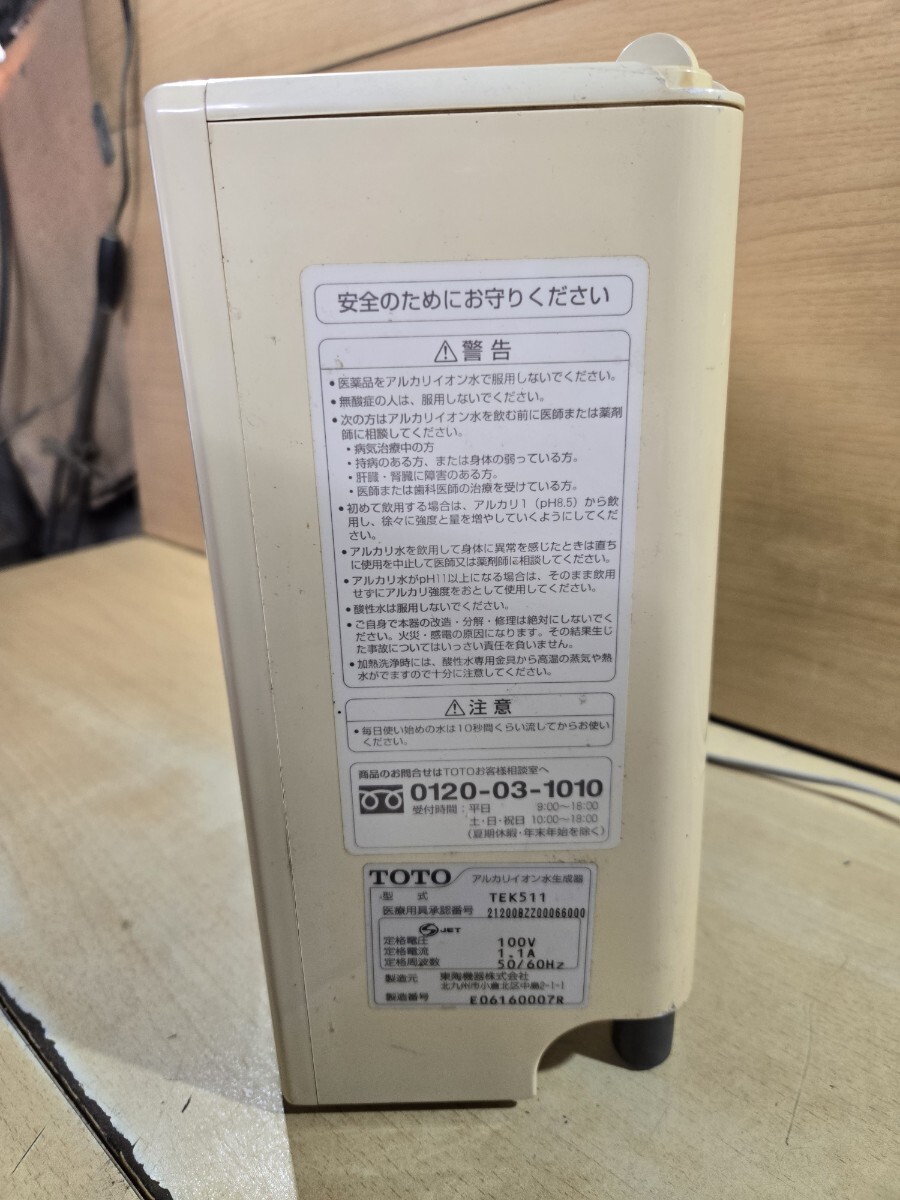 安全のためにお守りください
⚠警告
•医薬品をアルカリイオン水で服用しないでください。
•無酸症の人は、服用しないでください。
•次の方はアルカリイオン水を飲む前に医師または薬剤
師に相談してください。
・病気治療中の方
・持病のある方、または身体の弱っている方。
・肝臓・腎臓に障害のある方。
・医師または歯科医師の治療を受けている方。
•初めて飲用する場合は、アルカリ1（pH8.5）から飲
用し、徐々に強度と量を増やしていくようにしてくだ
さい。
•アルカリ水を飲用して身体に異常を感じたときは直ち
に使用を中止して医師又は薬剤師に相談してください。
•アルカリ水がpH11以上になる場合は、そのまま飲用
せずにアルカリ強度をおとして使用してください。
•酸性水は服用しないでください。
•ご自身で本器の改造・分解・修理は絶対にしないでく
ださい。火災・感電の原因になります。その結果生じ
た事故についてはいっさい責任を負いません。
•加熱洗浄時には、酸性水専用金具から高温の蒸気や熱
水がでますので十分に注意してください。
⚠注意
•毎日使い始めの水は10秒間くらい流してからお使い
ください。
商品のお問合せはTOTOお客様相談室へ
0120-03-1010
受付時間：平日 9:00〜18:00
土・日・祝日 10:00〜18:00
（夏期休暇・年末年始を除く）
TOTO アルカリイオン水生成器
型式 TEK511
医療用具承認番号 21200BZZ00066000
JET
定格電圧 100V
定格電流 1.1A
定格周波数 50/60Hz
製造元 東陶機器株式会社
北九州市小倉北区中島2-1-1
製造番号 E06160007R